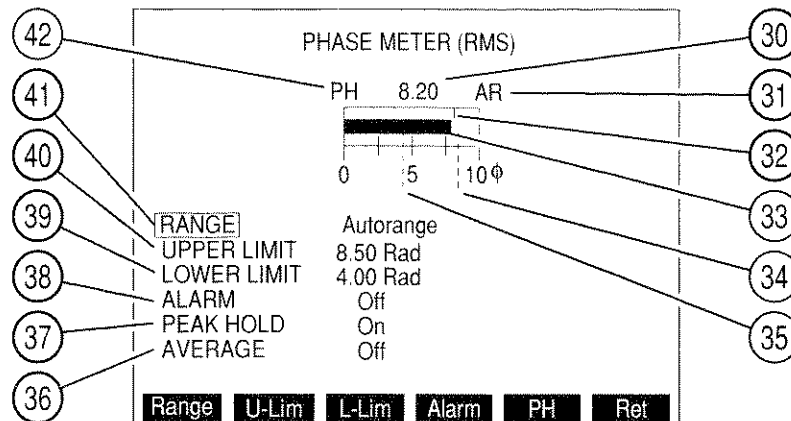 42
30
PHASE METER (RMS)
41
PH 8.20 AR
31
40
32
0 5 10 ϕ
39
33
RANGE Autorange
UPPER LIMIT 8.50 Rad
38
LOWER LIMIT 4.00 Rad
34
ALARM Off
37
PEAK HOLD On
35
AVERAGE Off
36
Range U-Lim L-Lim Alarm PH Ret